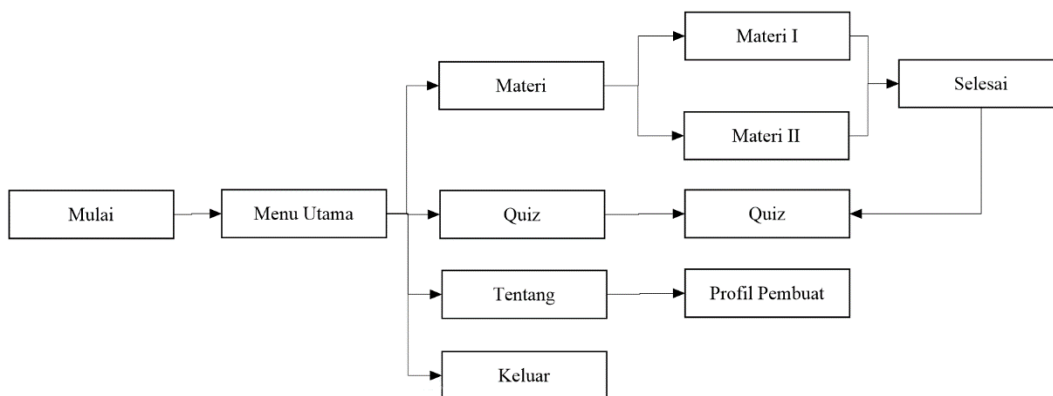 Materi I
Materi
Selesai
Materi II
Mulai
Menu Utama
Quiz
Quiz
Tentang
Profil Pembuat
Keluar